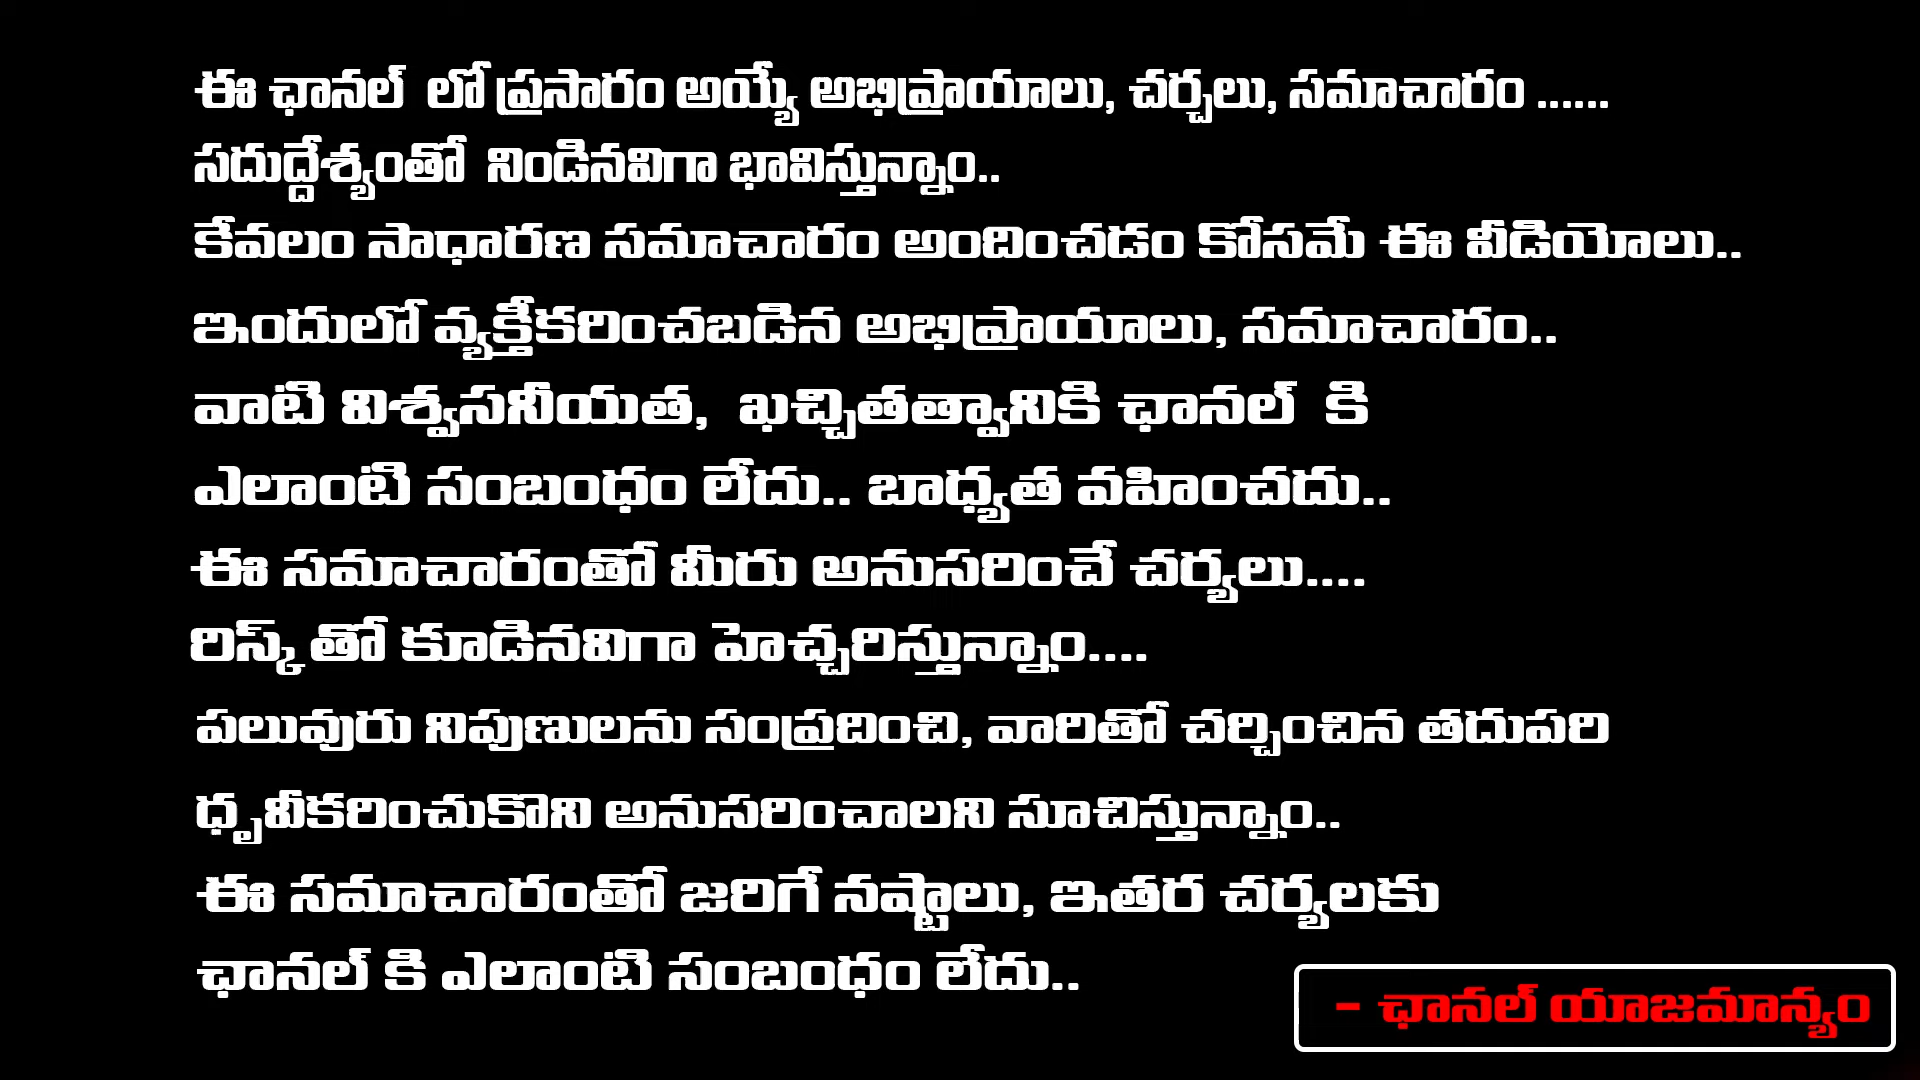 ఈ ఛానల్ లో ప్రసారం అయ్యే అభిప్రాయాలు, చర్చలు, సమాచారం ......
సదుద్దేశ్యంతో నిండినవిగా భావిస్తున్నాం..
కేవలం సాధారణ సమాచారం అందించడం కోసమే ఈ వీడియోలు..
ఇందులో వ్యక్తీకరించబడిన అభిప్రాయాలు, సమాచారం..
వాటి విశ్వసనీయత, ఖచ్చితత్వానికి ఛానల్ కి
ఎలాంటి సంబంధం లేదు.. బాధ్యత వహించదు..
ఈ సమాచారంతో మీరు అనుసరించే చర్యలు....
రిస్క్ తో కూడినవిగా హెచ్చరిస్తున్నాం....
పలువురు నిపుణులను సంప్రదించి, వారితో చర్చించిన తదుపరి
ధృవీకరించుకొని అనుసరించాలని సూచిస్తున్నాం..
ఈ సమాచారంతో జరిగే నష్టాలు, ఇతర చర్యలకు
ఛానల్ కి ఎలాంటి సంబంధం లేదు..
- ఛానల్ యాజమాన్యం